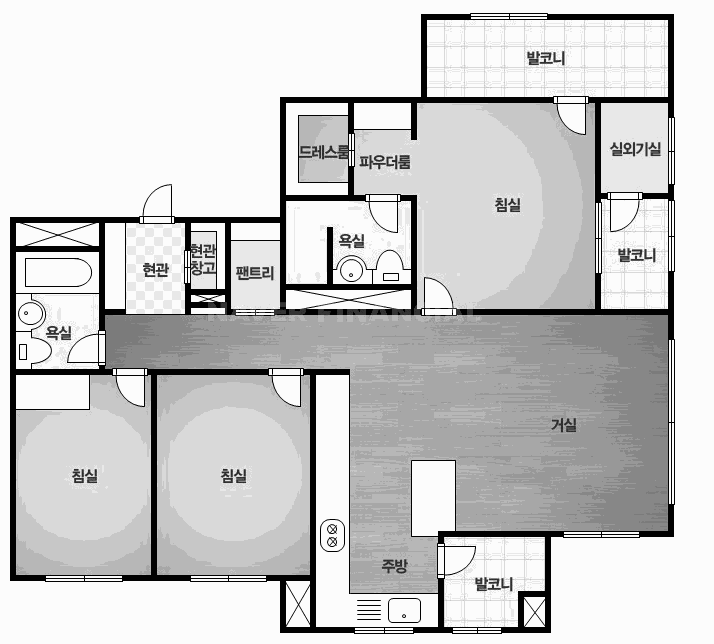 발코니
드레스룸
파우더룸
침실
실외기실
욕실
발코니
현관
현관
창고
팬트리
NAVER FINANCIAL
욕실
거실
침실
침실
주방
발코니